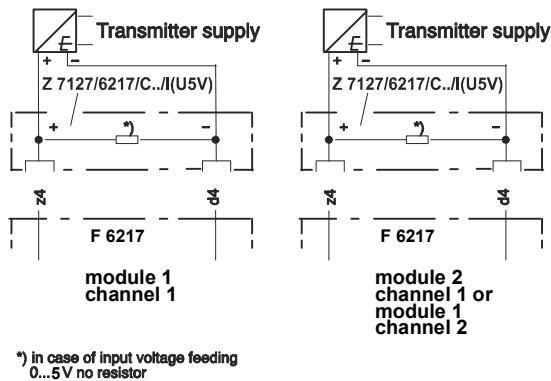 Transmitter supply
E
+ −
Z 7127/6217/C../I(U5V)
+ *) −
z4 d4
F 6217
module 1
channel 1
Transmitter supply
E
+ −
Z 7127/6217/C../I(U5V)
+ *) −
z4 d4
F 6217
module 2
channel 1 or
module 1
channel 2
*) in case of input voltage feeding
0...5V no resistor